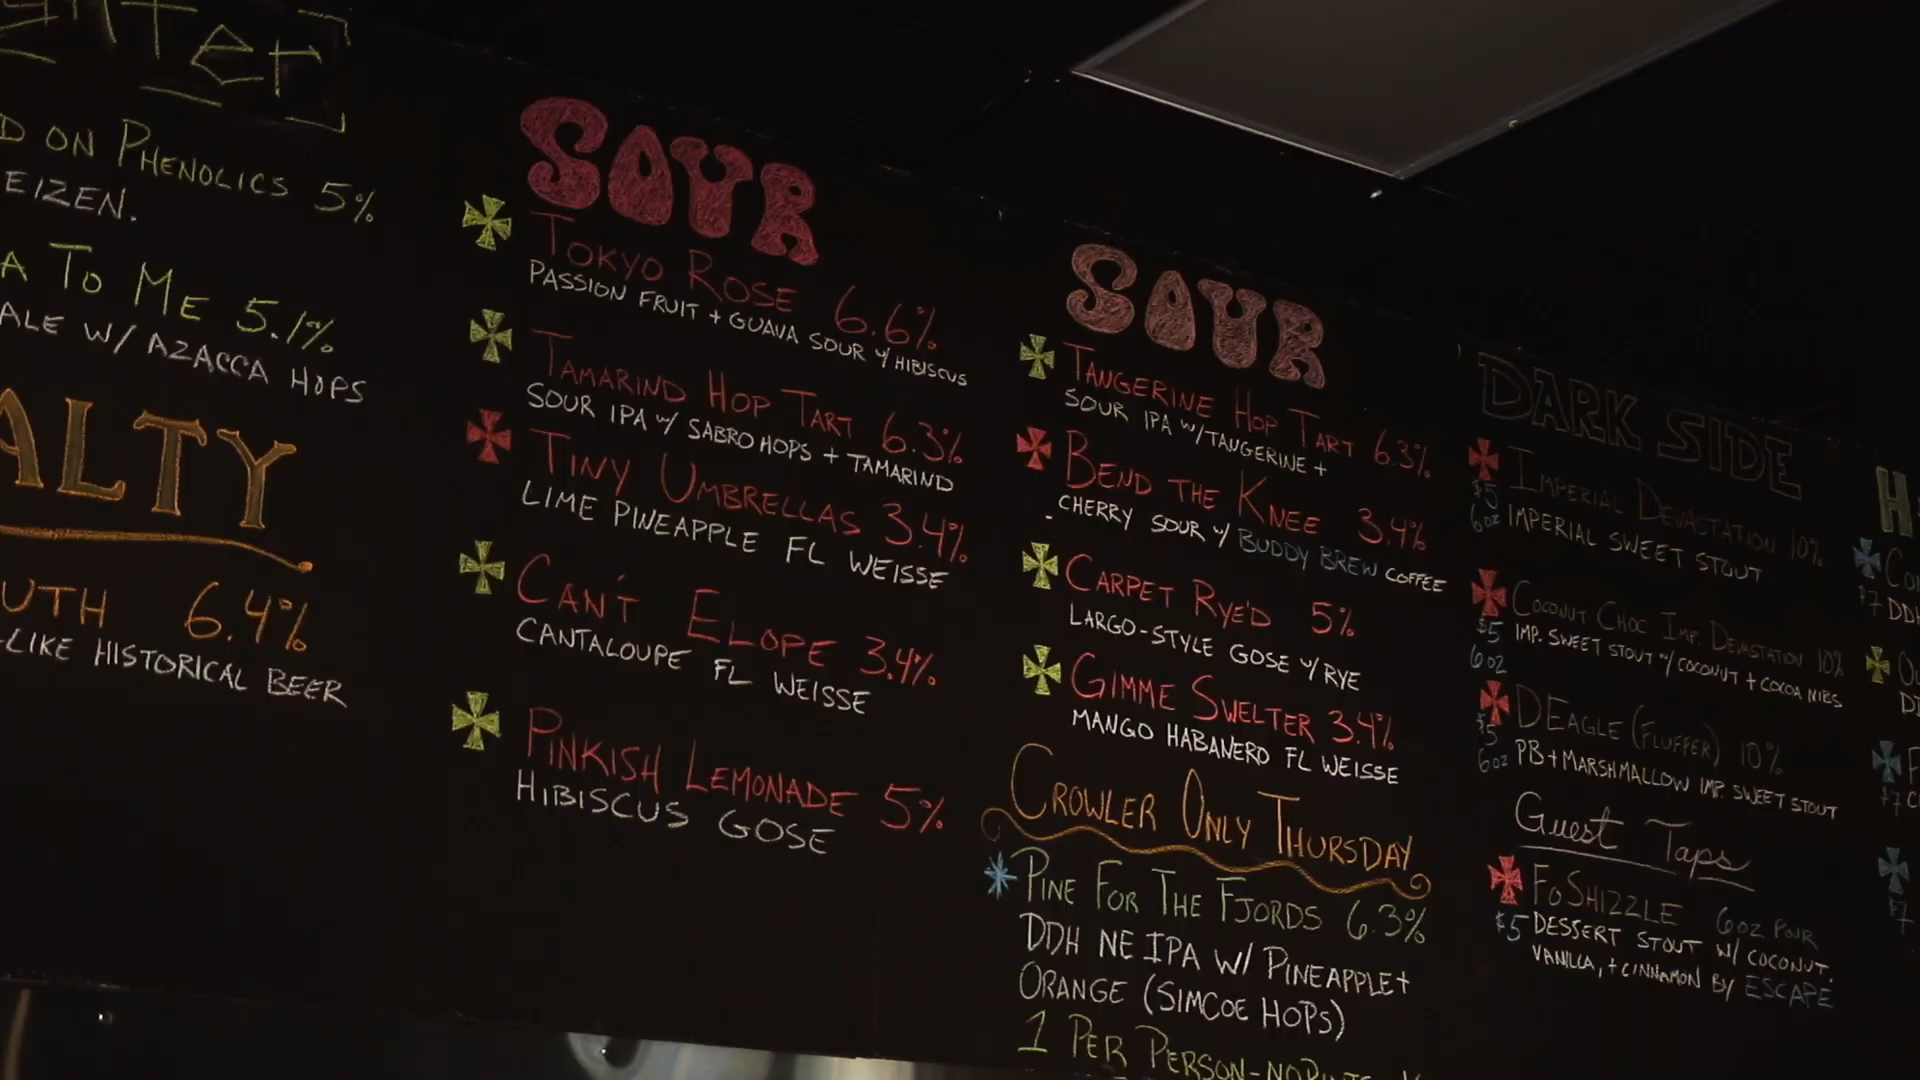 D ON PHENOLICS 5%
EIZEN.
A TO ME 5.1%
ALE W/ AZACCA HOPS
ALTY
UTH 6.4%
-LIKE HISTORICAL BEER
SOUR
TOKYO ROSE 6.6%
PASSION FRUIT + GUAVA SOUR W/ HIBISCUS
TAMARIND HOP TART 6.3%
SOUR IPA W/ SABRO HOPS + TAMARIND
TINY UMBRELLAS 3.4%
LIME PINEAPPLE FL WEISSE
CAN'T ELOPE 3.4%
CANTALOUPE FL WEISSE
PINKISH LEMONADE 5%
HIBISCUS GOSE
SOUR
TANGERINE HOP TART 6.3%
SOUR IPA W/TANGERINE +
BEND THE KNEE 3.4%
CHERRY SOUR W/ BUDDY BREW COFFEE
CARPET RYE'D 5%
LARGO-STYLE GOSE W/ RYE
GIMME SWELTER 3.4%
MANGO HABANERO FL WEISSE
CROWLER ONLY THURSDAY
PINE FOR THE FJORDS 6.3%
DDH NE IPA W/ PINEAPPLE+
ORANGE (SIMCOE HOPS)
1 PER PERSON-NO
DARK SIDE
IMPERIAL DEVASTATION 10%
$5 6oz IMPERIAL SWEET STOUT
COCONUT CHOC IMP. DEVASTATION 10%
$5 6oz IMP. SWEET STOUT W/ COCONUT + COCOA NIBS
DEAGLE (FLUFFER) 10%
$5 6oz PB + MARSHMALLOW IMP. SWEET STOUT
Guest Taps
FOSHIZZLE 6OZ POUR
$5 DESSERT STOUT W/ COCONUT.
VANILLA, + CINNAMON BY ESCAPE
H
$7 DDH
$7
$7